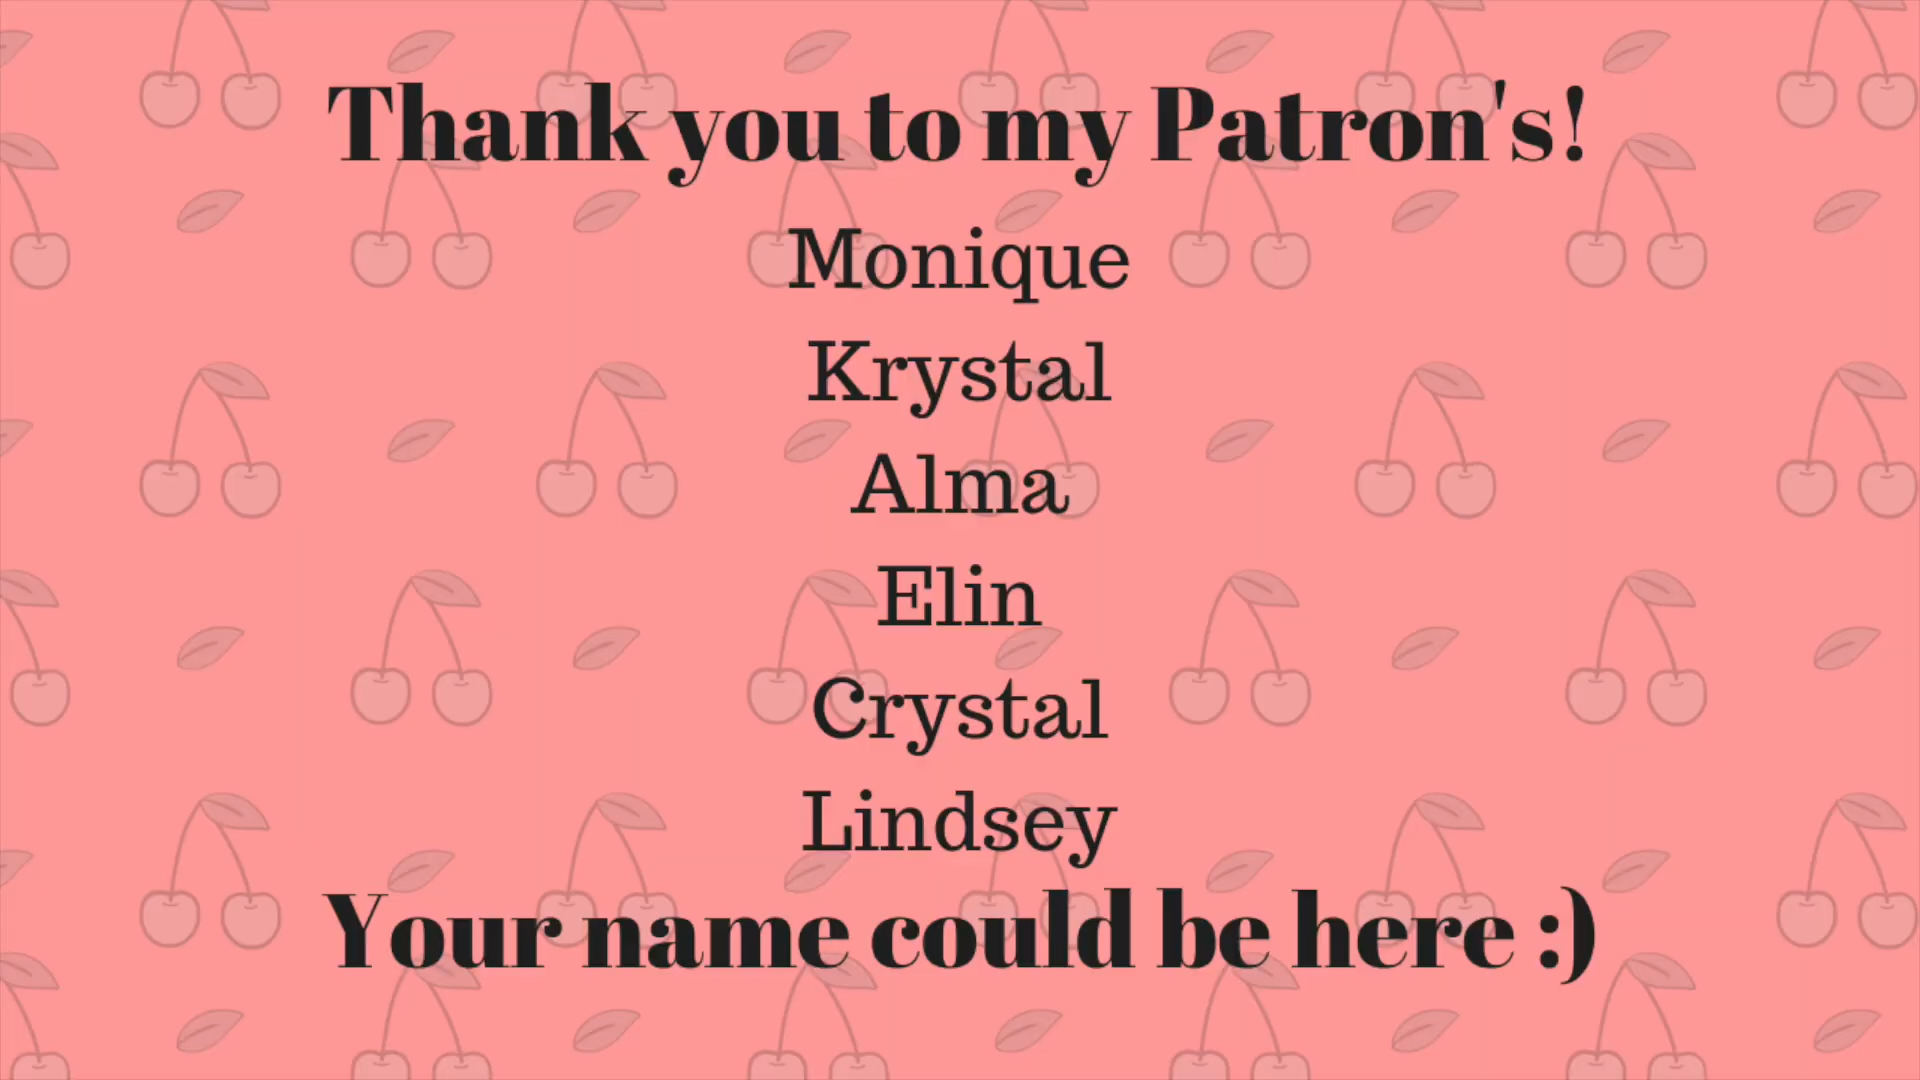 Thank you to my Patron's!
Monique
Krystal
Alma
Elin
Crystal
Lindsey
Your name could be here :)